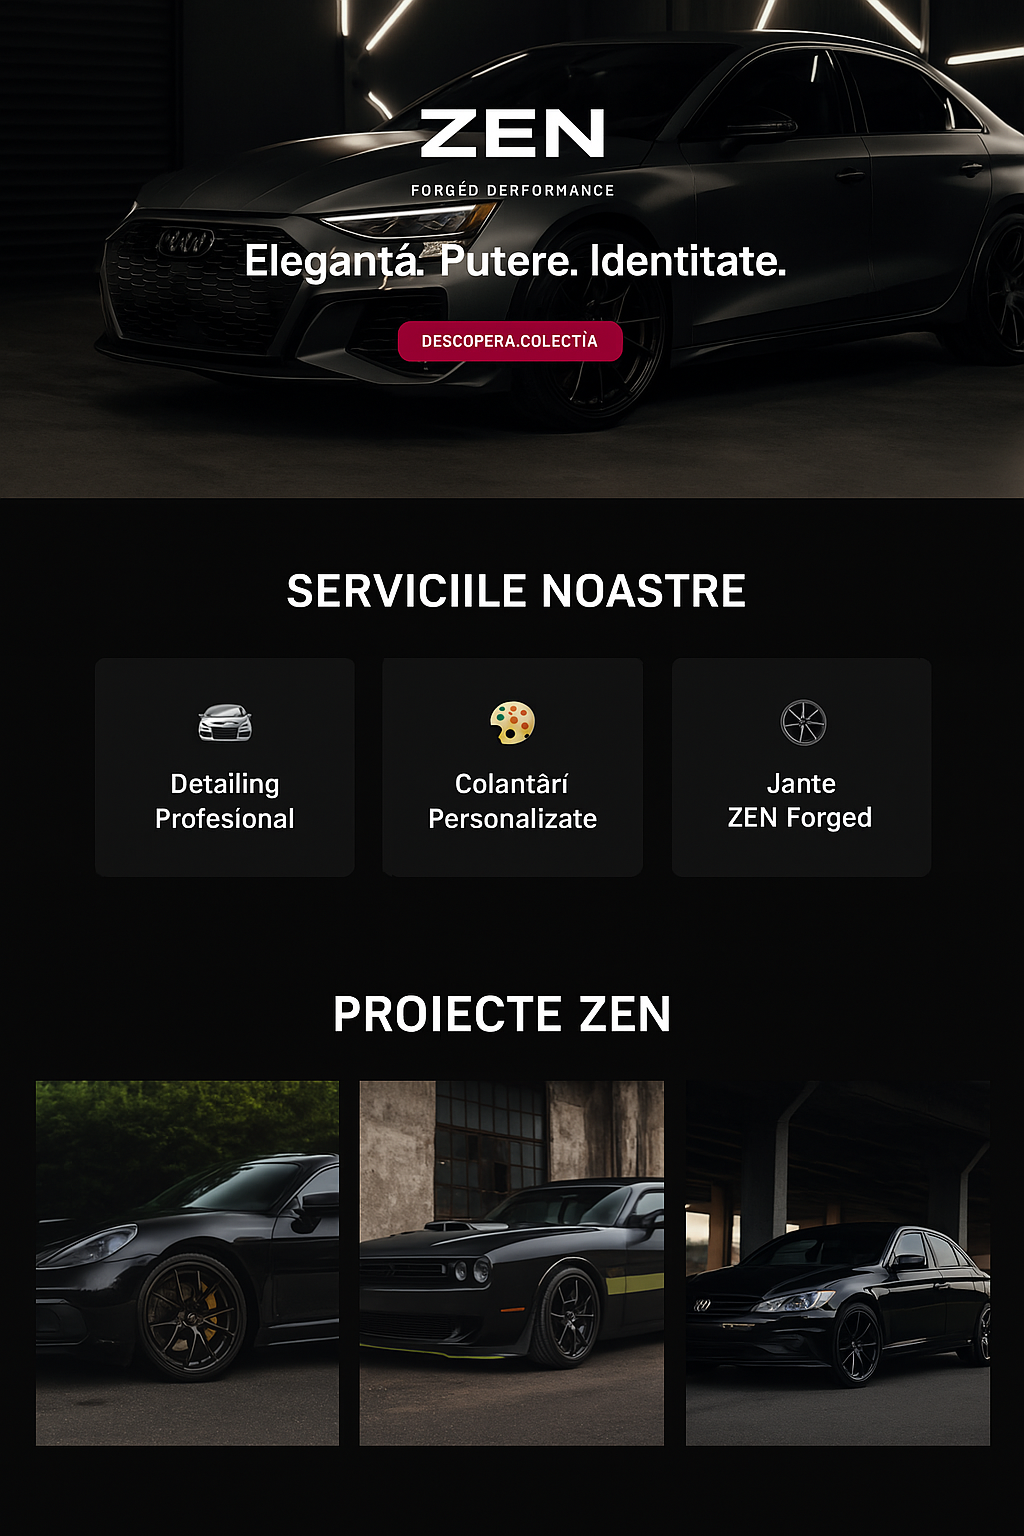 ZEN
FORGÉD DERFORMANCE
Elegantá. Putere. Identitate.
DESCOPERA.COLECTÌA
SERVICIILE NOASTRE
Detailing
Profesíonal
Colantârí
Personalizate
Jante
ZEN Forged
PROIECTE ZEN